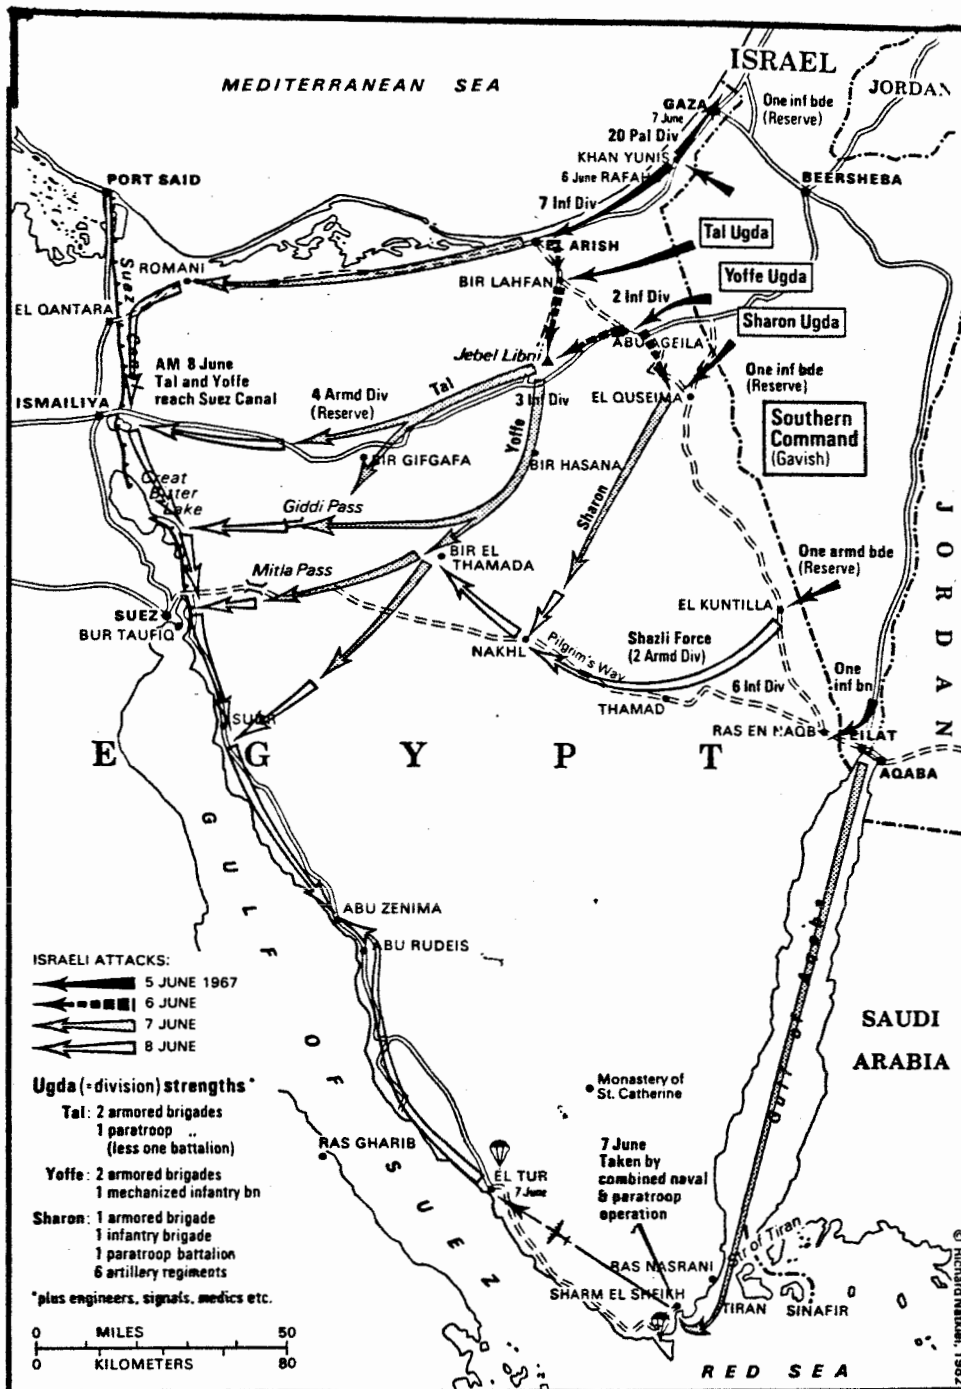 MEDITERRANEAN SEA
ISRAEL
JORDAN
GAZA
7 June
One inf bde
(Reserve)
20 Pal Div
KHAN YUNIS
6 June RAFAH
BEERSHEBA
PORT SAID
7 Inf Div
EL ARISH
Tal Ugda
ROMANI
BIR LAHFAN
Yoffe Ugda
Suez Canal
EL QANTARA
2 Inf Div
Sharon Ugda
ABU AGEILA
Jebel Libni
AM 8 June
Tal and Yoffe
reach Suez Canal
Tal
4 Armd Div
(Reserve)
3 Inf Div
One inf bde
(Reserve)
EL QUSEIMA
ISMAILIYA
Southern
Command
(Gavish)
Yoffe
BIR GIFGAFA
BIR HASANA
Great
Bitter
Lake
Giddi Pass
Sharon
JORDAN
Mitla Pass
BIR EL
THAMADA
One armd bde
(Reserve)
EL KUNTILLA
SUEZ
BUR TAUFIQ
NAKHL
Pilgrim's Way
Shazli Force
(2 Armd Div)
6 Inf Div
One
inf bn
THAMAD
RAS EN NAQB
EILAT
AQABA
SUDR
EGYPT
GULF OF SUEZ
ABU ZENIMA
ABU RUDEIS
Gulf of Aqaba
SAUDI
ARABIA
ISRAELI ATTACKS:
5 JUNE 1967
6 JUNE
7 JUNE
8 JUNE
Ugda (=division) strengths*
Tal: 2 armored brigades
1 paratroop ,,
(less one battalion)
Yoffe: 2 armored brigades
1 mechanized infantry bn
Sharon: 1 armored brigade
1 infantry brigade
1 paratroop battalion
6 artillery regiments
*plus engineers, signals, medics etc.
0 MILES 50
0 KILOMETERS 80
Monastery of
St. Catherine
RAS GHARIB
EL TUR
7 June
7 June
Taken by
combined naval
& paratroop
operation
Str of Tiran
RAS NASRANI
SHARM EL SHEIKH
TIRAN
SINAFIR
RED SEA
© Richard Natkiel, 1982